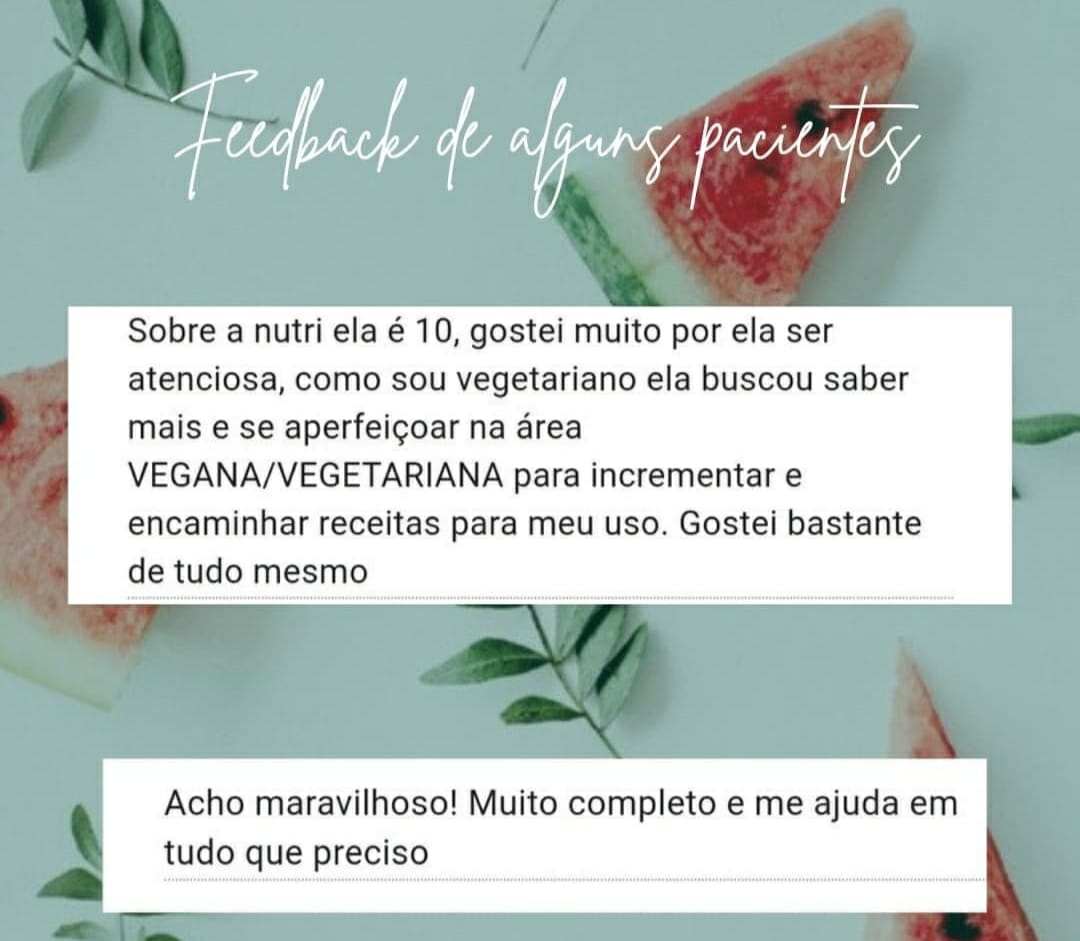 Feedback de alguns pacientes
Sobre a nutri ela é 10, gostei muito por ela ser
atenciosa, como sou vegetariano ela buscou saber
mais e se aperfeiçoar na área
VEGANA/VEGETARIANA para incrementar e
encaminhar receitas para meu uso. Gostei bastante
de tudo mesmo
Acho maravilhoso! Muito completo e me ajuda em
tudo que preciso